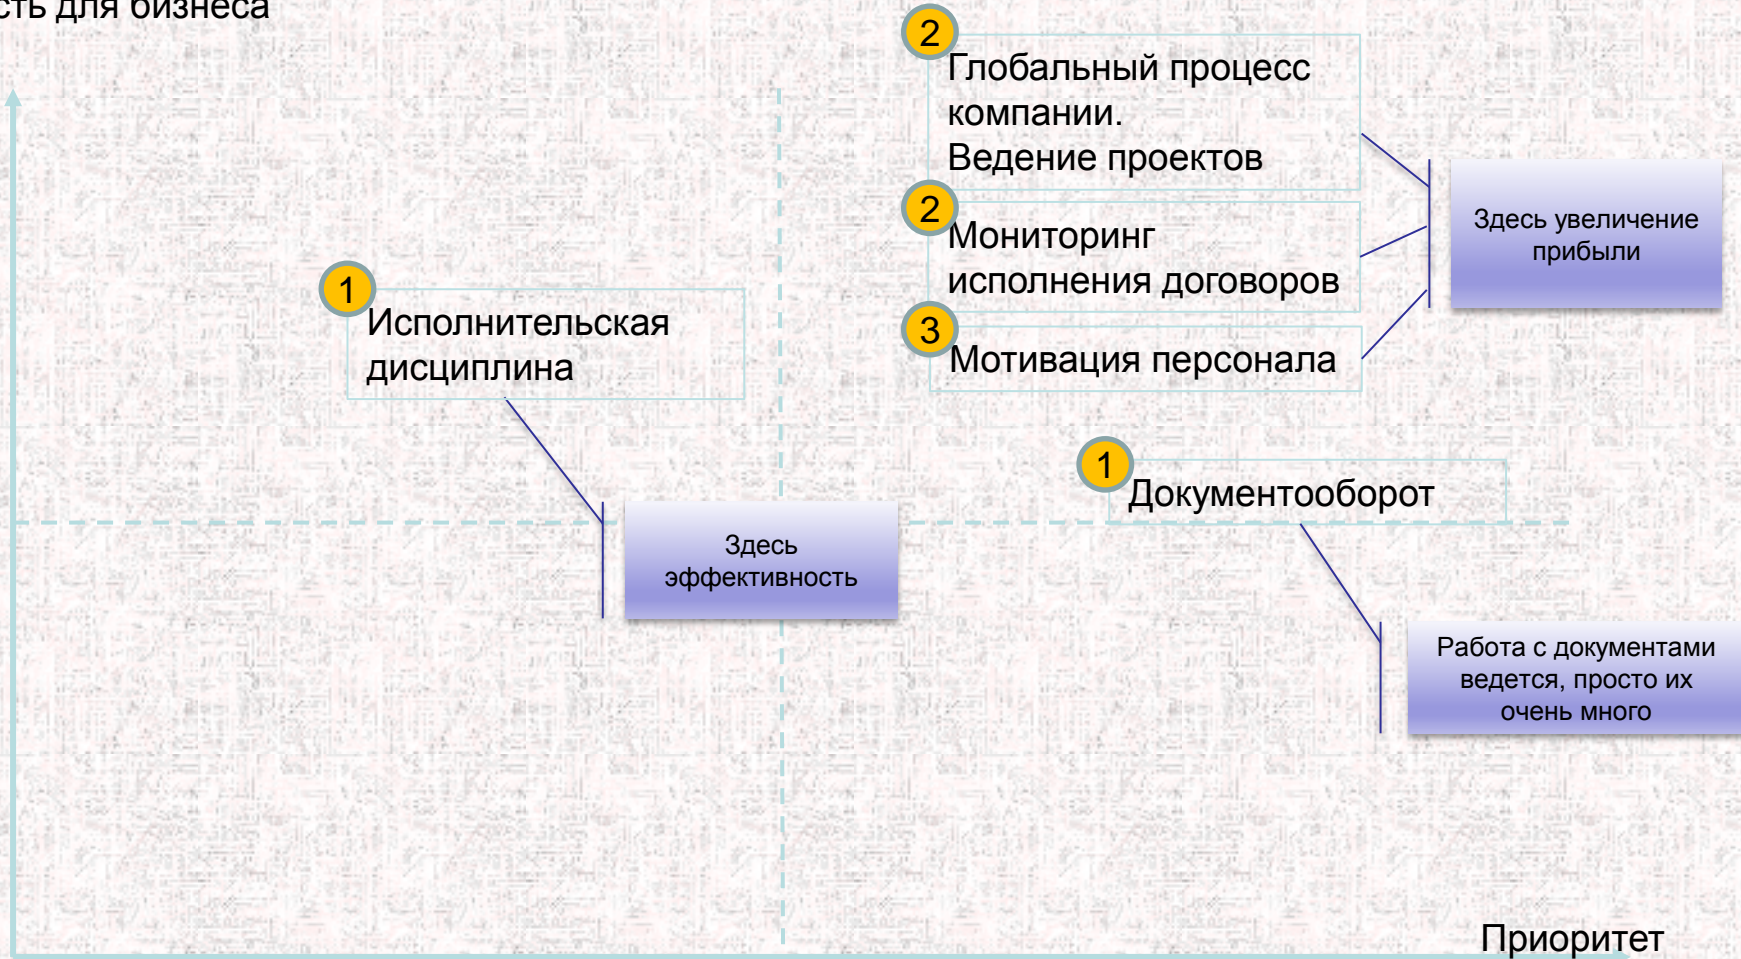 для бизнеса
2
Глобальный процесс
компании.
Ведение проектов
2
Мониторинг
исполнения договоров
3
Мотивация персонала
Здесь увеличение
прибыли
1
Исполнительская
дисциплина
Здесь
эффективность
1
Документооборот
Работа с документами
ведется, просто их
очень много
Приоритет